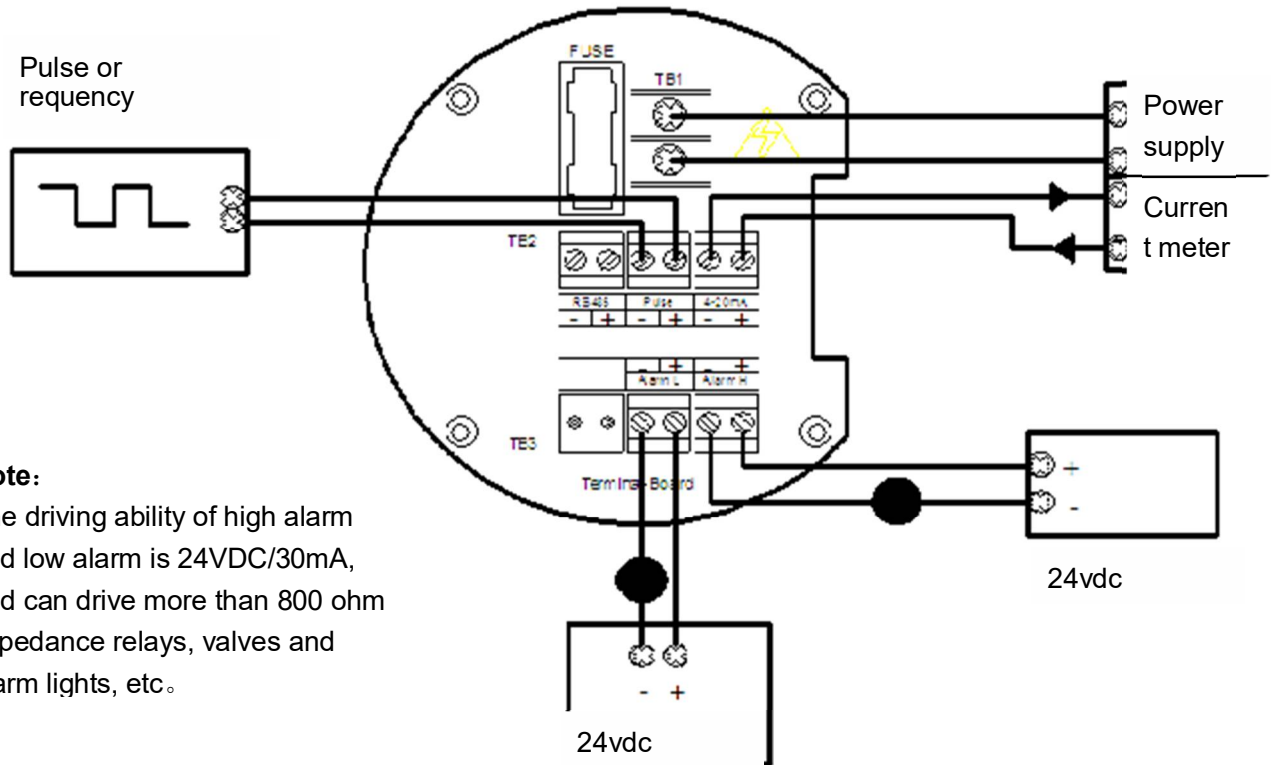 Pulse or
requency
FUSE
TB1
Power
supply
Curren
t meter
TE2
RS485 Pulse 4-20mA
- + - + - +
- + - +
Alarm L Alarm H
TE3
Terminal-Board
+
-
24vdc
ote:
e driving ability of high alarm
d low alarm is 24VDC/30mA,
d can drive more than 800 ohm
pedance relays, valves and
arm lights, etc。
- +
24vdc